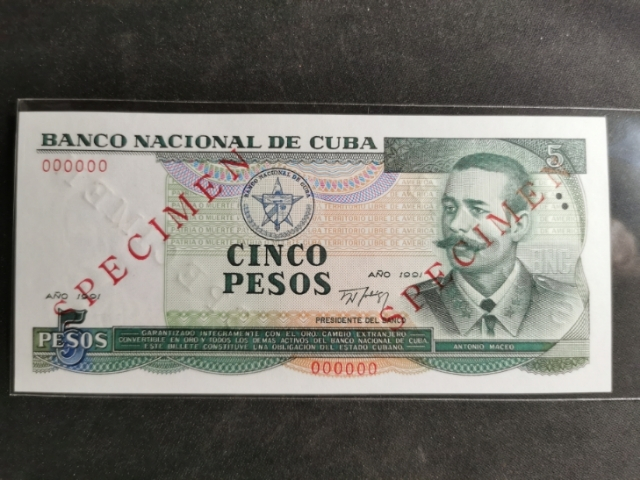 BANCO NACIONAL DE CUBA
000000
5
SPECIMEN
SPECIMEN
BANCO NACIONAL DE CUBA
CINCO
PESOS
AÑO 1991
AÑO 1991
PRESIDENTE DEL BANCO
BNC
5
PESOS
GARANTIZADO INTEGRAMENTE CON EL ORO, CAMBIO EXTRANJERO
CONVERTIBLE EN ORO Y TODOS LOS DEMAS ACTIVOS DEL BANCO NACIONAL DE CUBA.
ESTE BILLETE CONSTITUYE UNA OBLIGACION DEL ESTADO CUBANO.
ANTONIO MACEO
000000